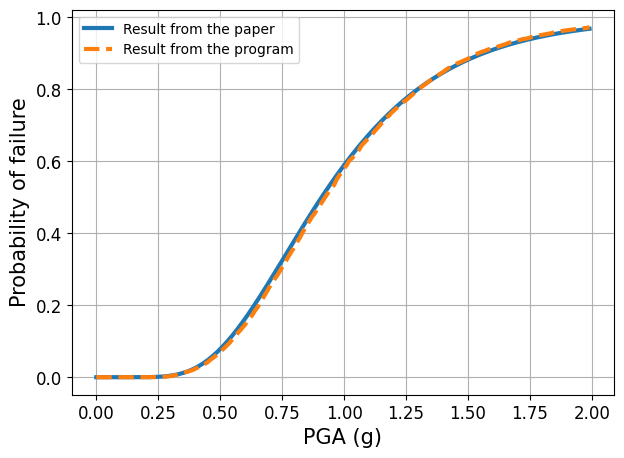 Result from the paper
Result from the program
1.0
0.8
0.6
0.4
0.2
0.0
Probability of failure
0.00 0.25 0.50 0.75 1.00 1.25 1.50 1.75 2.00
PGA (g)